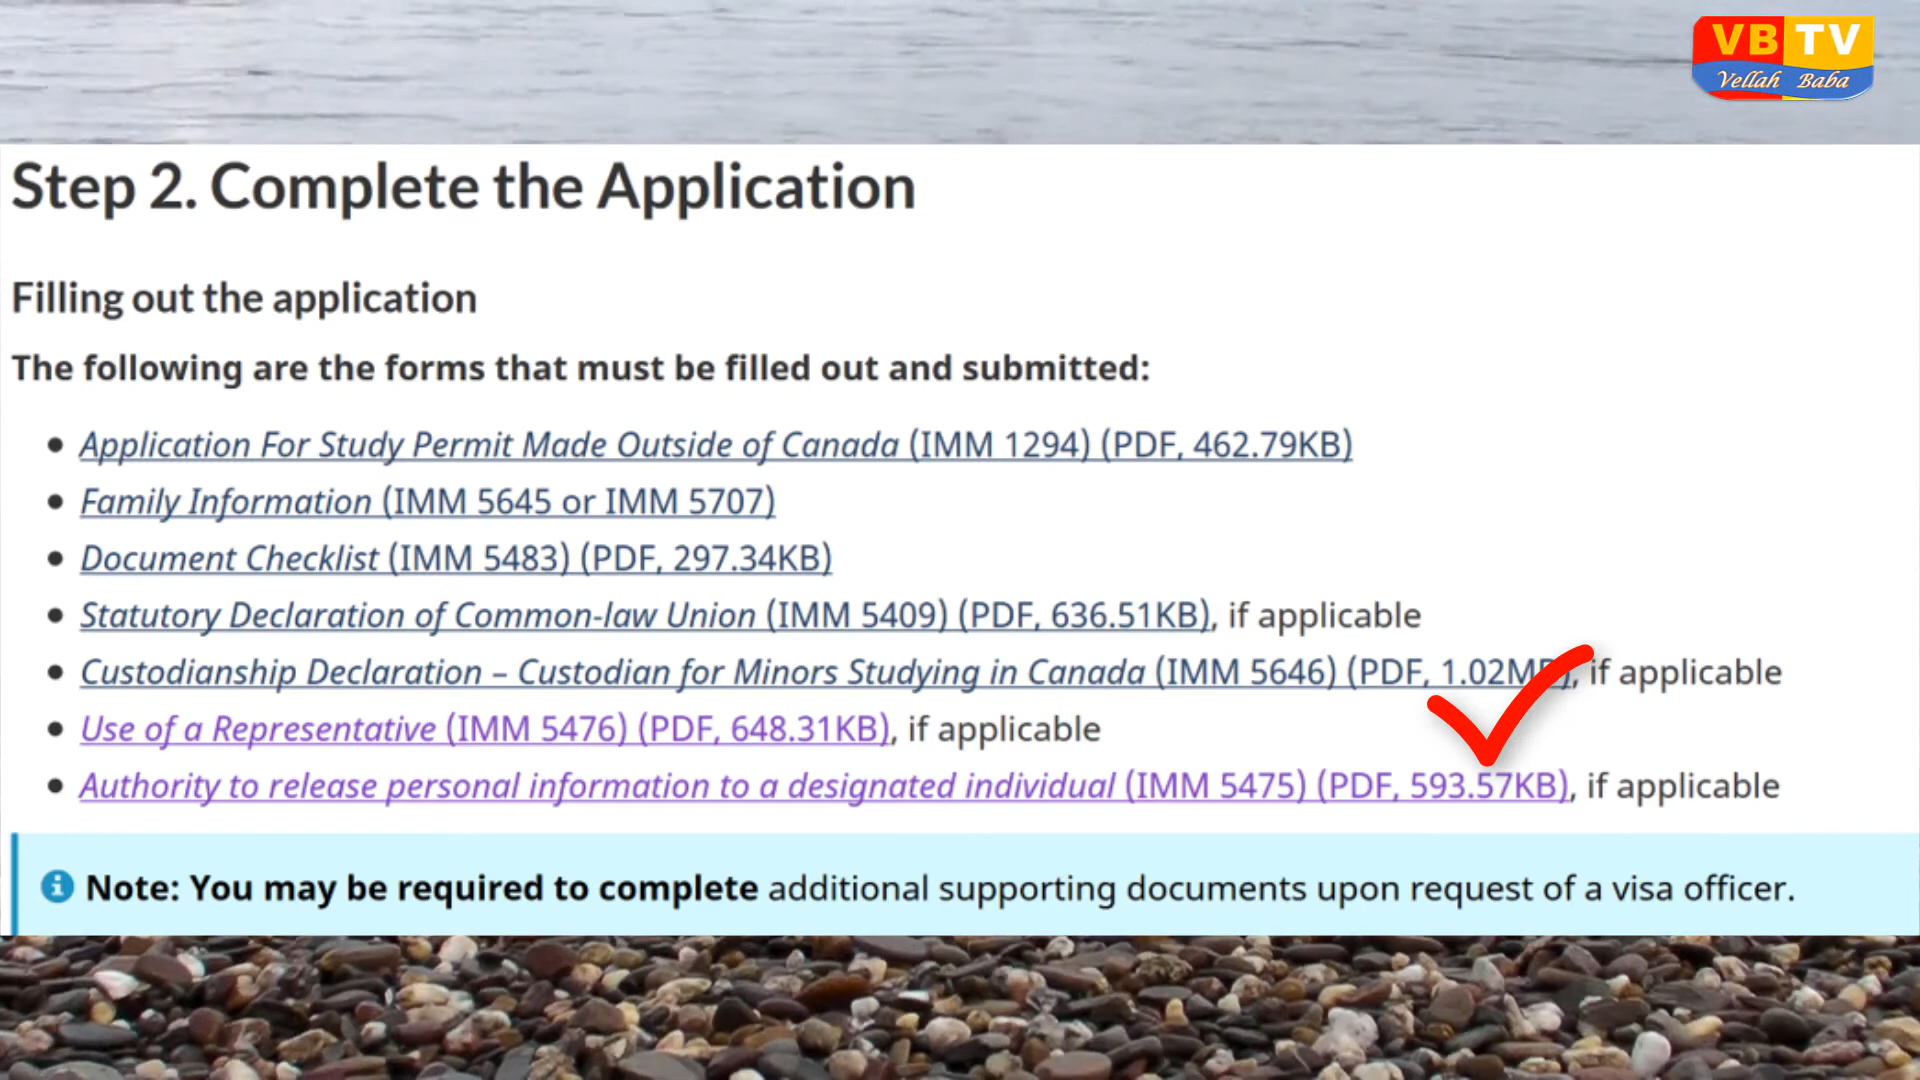 VB TV
Yellah Baba
Step 2. Complete the Application
Filling out the application
The following are the forms that must be filled out and submitted:
Application For Study Permit Made Outside of Canada (IMM 1294) (PDF, 462.79KB)
Family Information (IMM 5645 or IMM 5707)
Document Checklist (IMM 5483) (PDF, 297.34KB)
Statutory Declaration of Common-law Union (IMM 5409) (PDF, 636.51KB), if applicable
Custodianship Declaration – Custodian for Minors Studying in Canada (IMM 5646) (PDF, 1.02MB), if applicable
Use of a Representative (IMM 5476) (PDF, 648.31KB), if applicable
Authority to release personal information to a designated individual (IMM 5475) (PDF, 593.57KB), if applicable
Note: You may be required to complete additional supporting documents upon request of a visa officer.